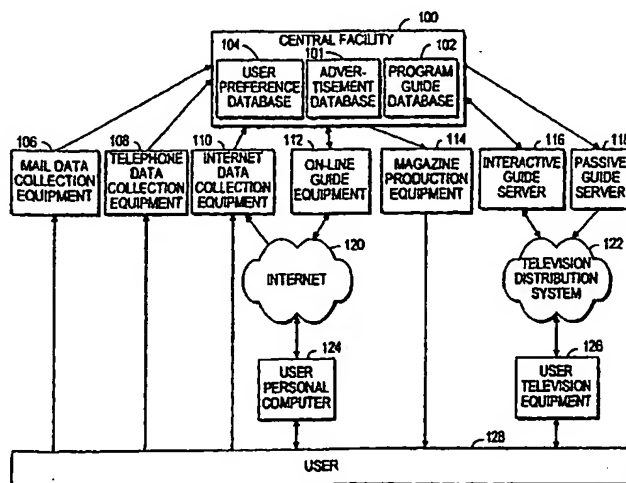 100
CENTRAL FACILITY
104
101
102
USER
PREFERENCE
DATABASE
ADVER-
TISEMENT
DATABASE
PROGRAM
GUIDE
DATABASE
106
108
110
112
114
116
118
MAIL DATA
COLLECTION
EQUIPMENT
TELEPHONE
DATA
COLLECTION
EQUIPMENT
INTERNET
DATA
COLLECTION
EQUIPMENT
ON-LINE
GUIDE
EQUIPMENT
MAGAZINE
PRODUCTION
EQUIPMENT
INTERACTIVE
GUIDE
SERVER
PASSIVE
GUIDE
SERVER
120
INTERNET
122
TELEVISION
DISTRIBUTION
SYSTEM
124
USER
PERSONAL
COMPUTER
126
USER
TELEVISION
EQUIPMENT
128
USER